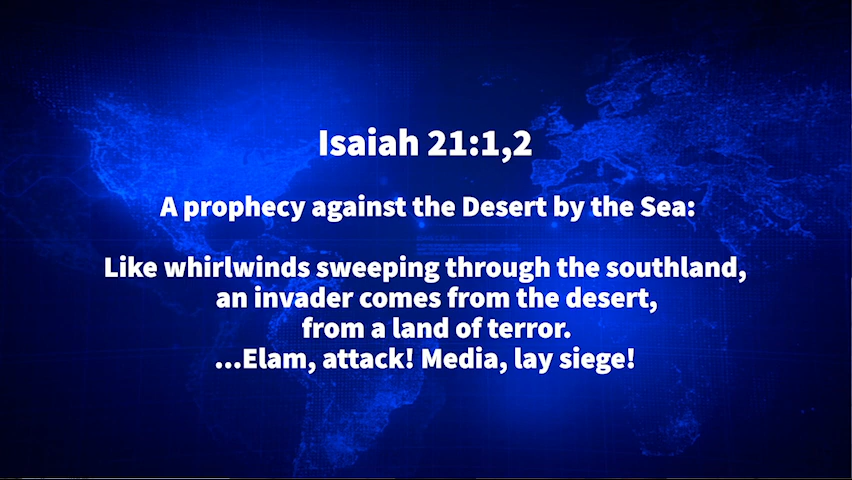 Isaiah 21:1,2
A prophecy against the Desert by the Sea:
Like whirlwinds sweeping through the southland,
an invader comes from the desert,
from a land of terror.
...Elam, attack! Media, lay siege!